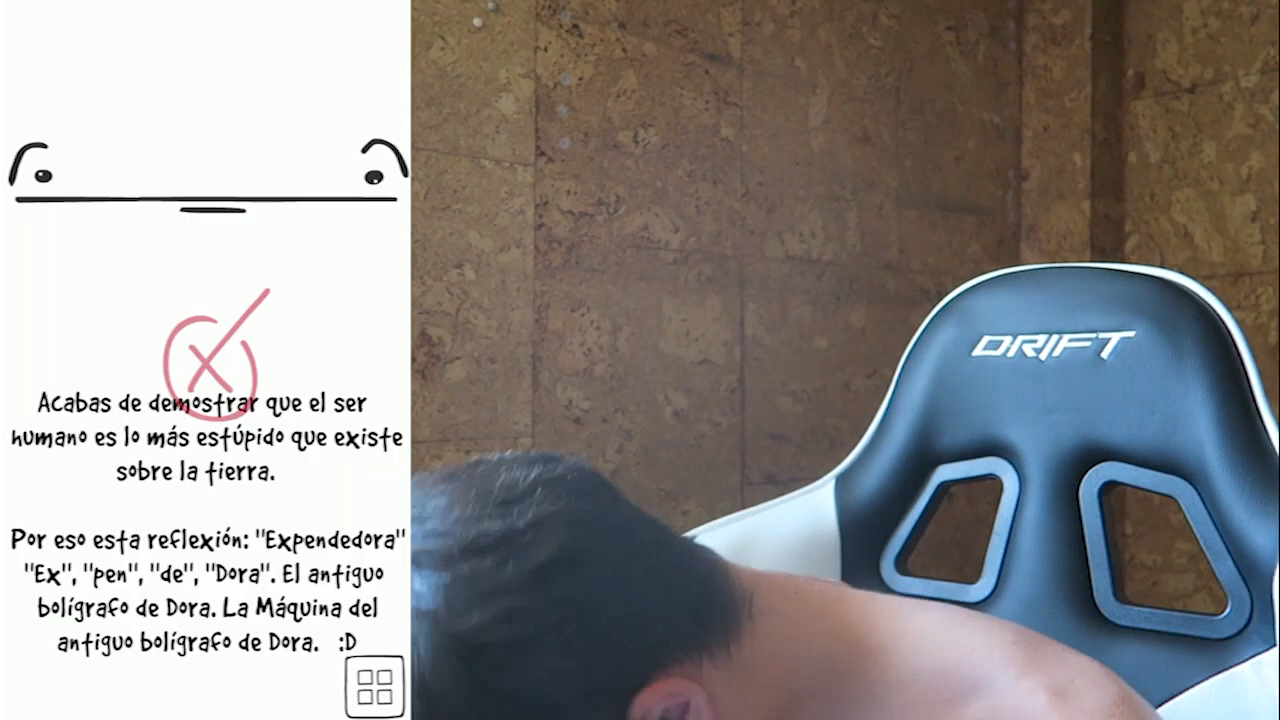 Acabas de demostrar que el ser
humano es lo más estúpido que existe
sobre la tierra.
Por eso esta reflexión: "Expendedora"
"Ex", "pen", "de", "Dora". El antiguo
bolígrafo de Dora. La Máquina del
antiguo bolígrafo de Dora. :D
DRIFT